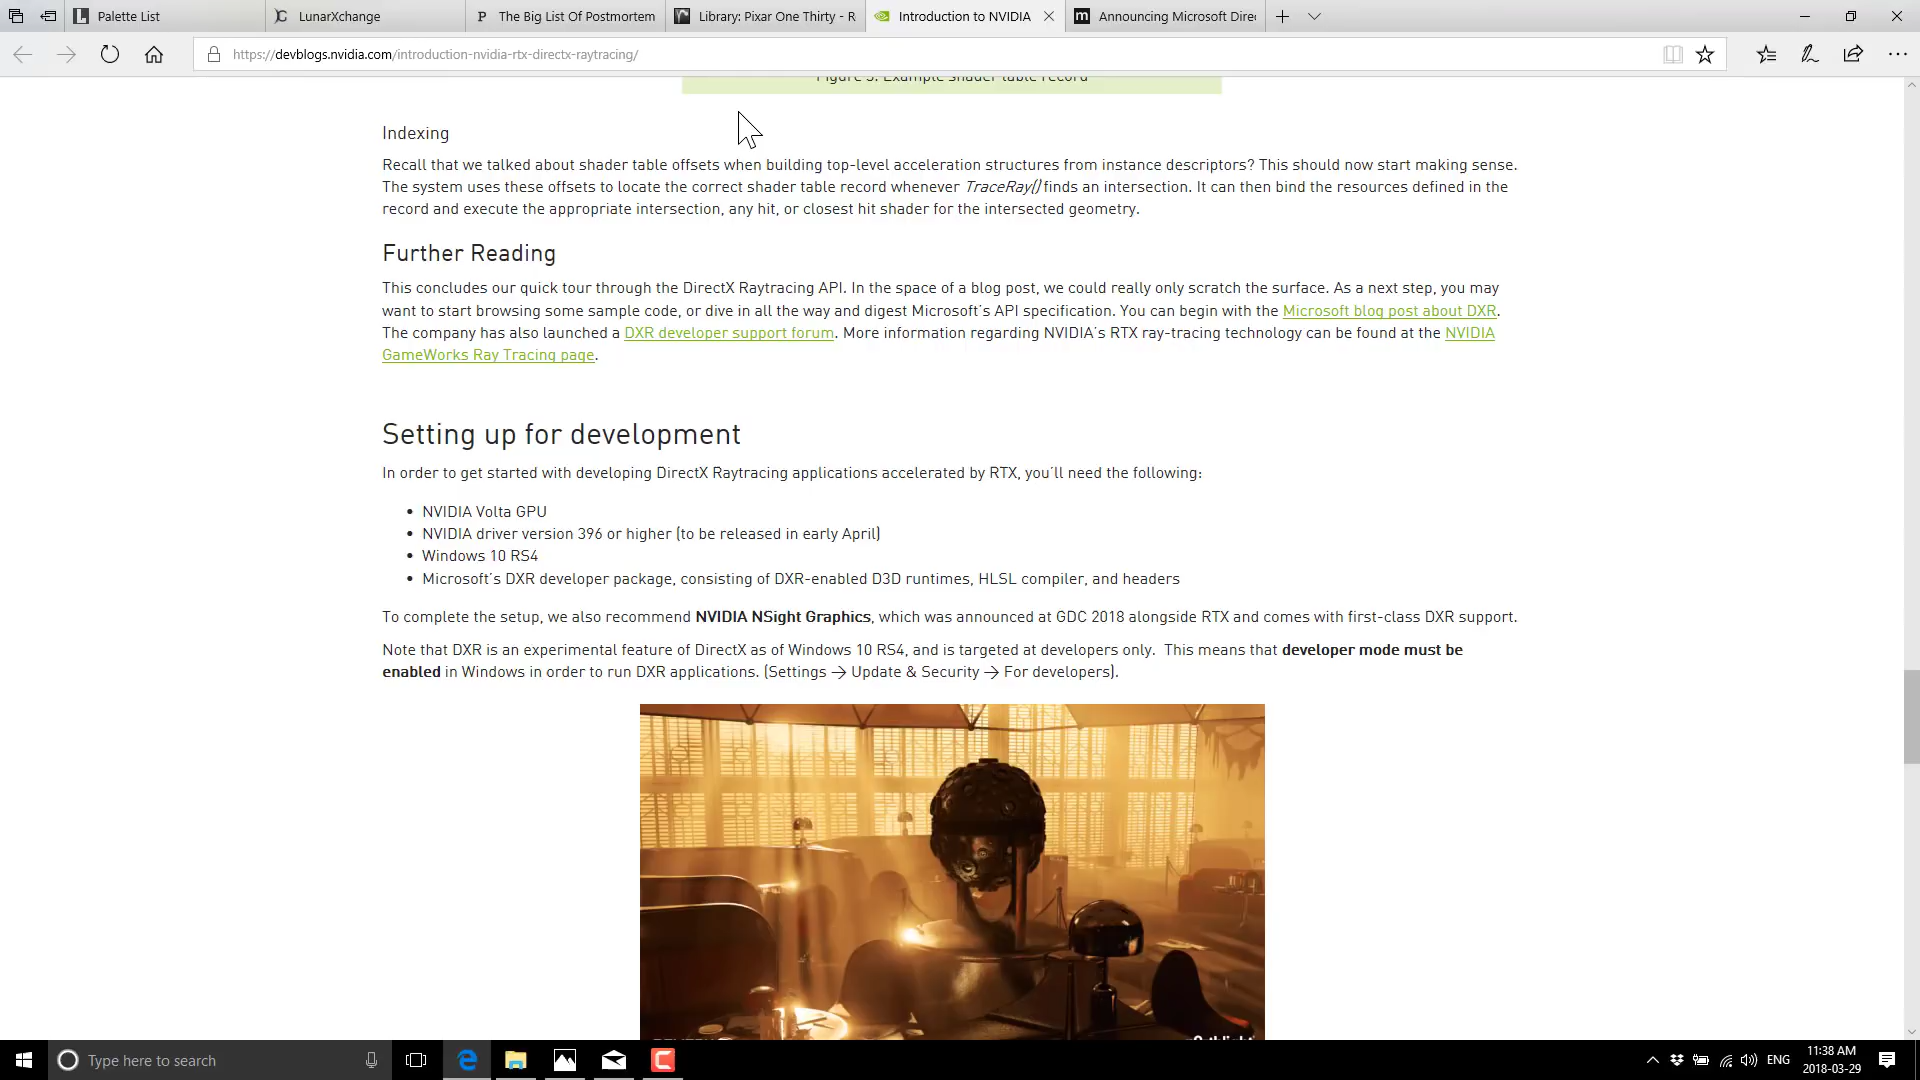 Palette List
LunarXchange
The Big List Of Postmortem
Library: Pixar One Thirty - R
Introduction to NVIDIA
Announcing Microsoft Dire
https://devblogs.nvidia.com/introduction-nvidia-rtx-directx-raytracing/
Figure 5. Example shader table record
Indexing
Recall that we talked about shader table offsets when building top-level acceleration structures from instance descriptors? This should now start making sense.
The system uses these offsets to locate the correct shader table record whenever TraceRay() finds an intersection. It can then bind the resources defined in the
record and execute the appropriate intersection, any hit, or closest hit shader for the intersected geometry.
Further Reading
This concludes our quick tour through the DirectX Raytracing API. In the space of a blog post, we could really only scratch the surface. As a next step, you may
want to start browsing some sample code, or dive in all the way and digest Microsoft's API specification. You can begin with the Microsoft blog post about DXR.
The company has also launched a DXR developer support forum. More information regarding NVIDIA's RTX ray-tracing technology can be found at the NVIDIA
GameWorks Ray Tracing page.
Setting up for development
In order to get started with developing DirectX Raytracing applications accelerated by RTX, you'll need the following:
• NVIDIA Volta GPU
• NVIDIA driver version 396 or higher (to be released in early April)
• Windows 10 RS4
• Microsoft's DXR developer package, consisting of DXR-enabled D3D runtimes, HLSL compiler, and headers
To complete the setup, we also recommend NVIDIA NSight Graphics, which was announced at GDC 2018 alongside RTX and comes with first-class DXR support.
Note that DXR is an experimental feature of DirectX as of Windows 10 RS4, and is targeted at developers only. This means that developer mode must be
enabled in Windows in order to run DXR applications. (Settings → Update & Security → For developers).
Type here to search
ENG
11:38 AM
2018-03-29